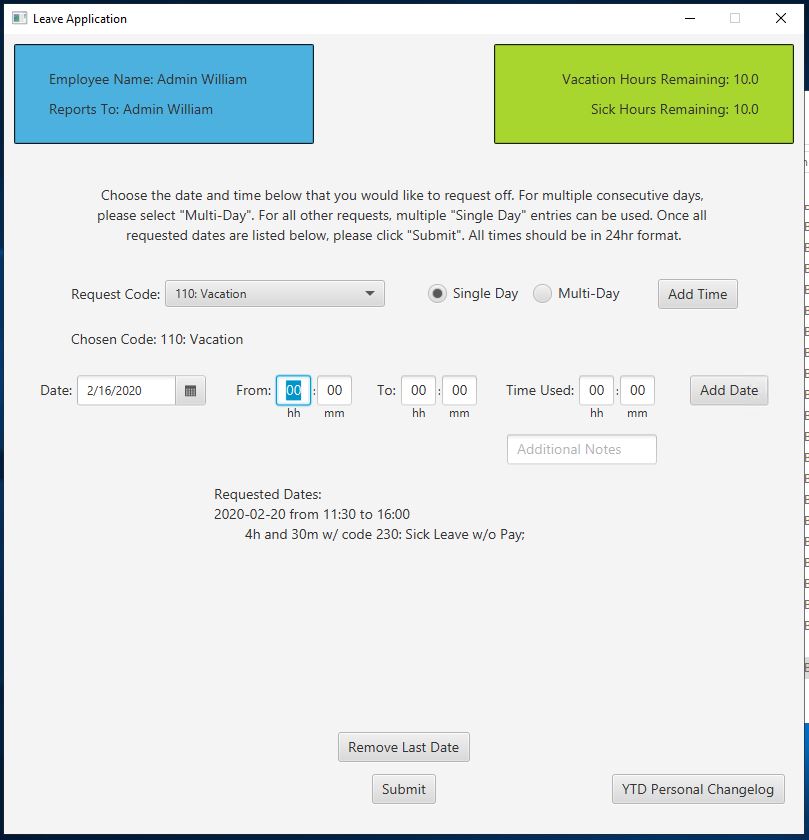 Leave Application
Employee Name: Admin William
Reports To: Admin William
Vacation Hours Remaining: 10.0
Sick Hours Remaining: 10.0
Choose the date and time below that you would like to request off. For multiple consecutive days,
please select "Multi-Day". For all other requests, multiple "Single Day" entries can be used. Once all
requested dates are listed below, please click "Submit". All times should be in 24hr format.
Request Code: 110: Vacation Single Day Multi-Day Add Time
Chosen Code: 110: Vacation
Date: 2/16/2020 From: 00 : 00 To: 00 : 00 Time Used: 00 : 00 Add Date
hh mm hh mm hh mm
Additional Notes
Requested Dates:
2020-02-20 from 11:30 to 16:00
4h and 30m w/ code 230: Sick Leave w/o Pay;
Remove Last Date
Submit
YTD Personal Changelog